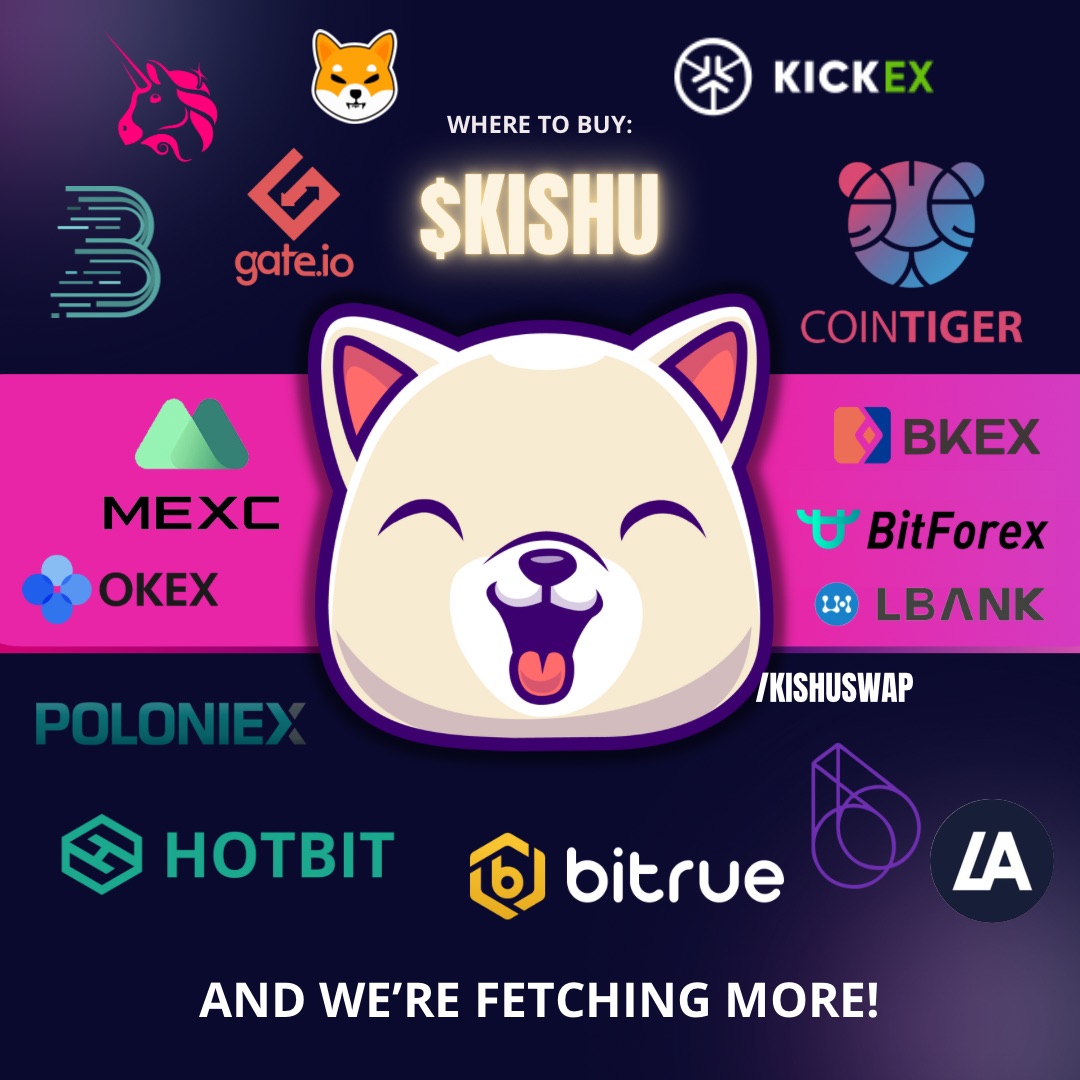 KICKEX
WHERE TO BUY:
$KISHU
gate.io
COINTIGER
MEXC
BKEX
BitForex
OKEX
LBANK
/KISHUSWAP
POLONIEX
HOTBIT
bitrue
LA
AND WE’RE FETCHING MORE!